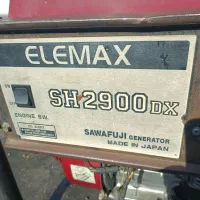 ELEMAX
SH2900DX
ENGINE SW.
SAWAFUJI GENERATOR
MADE IN JAPAN